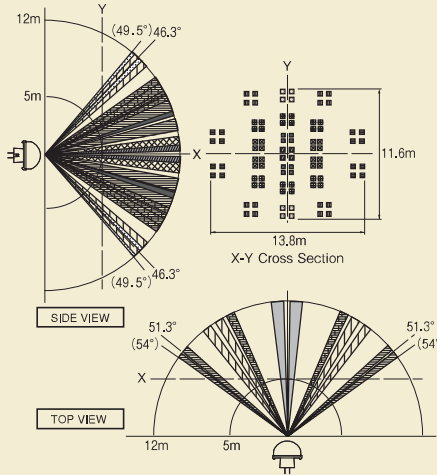 12m
Y
(49.5°)
46.3°
5m
X
46.3°
(49.5°)
SIDE VIEW
Y
11.6m
13.8m
X-Y Cross Section
51.3°
(54°)
51.3°
(54°)
X
TOP VIEW
12m
5m